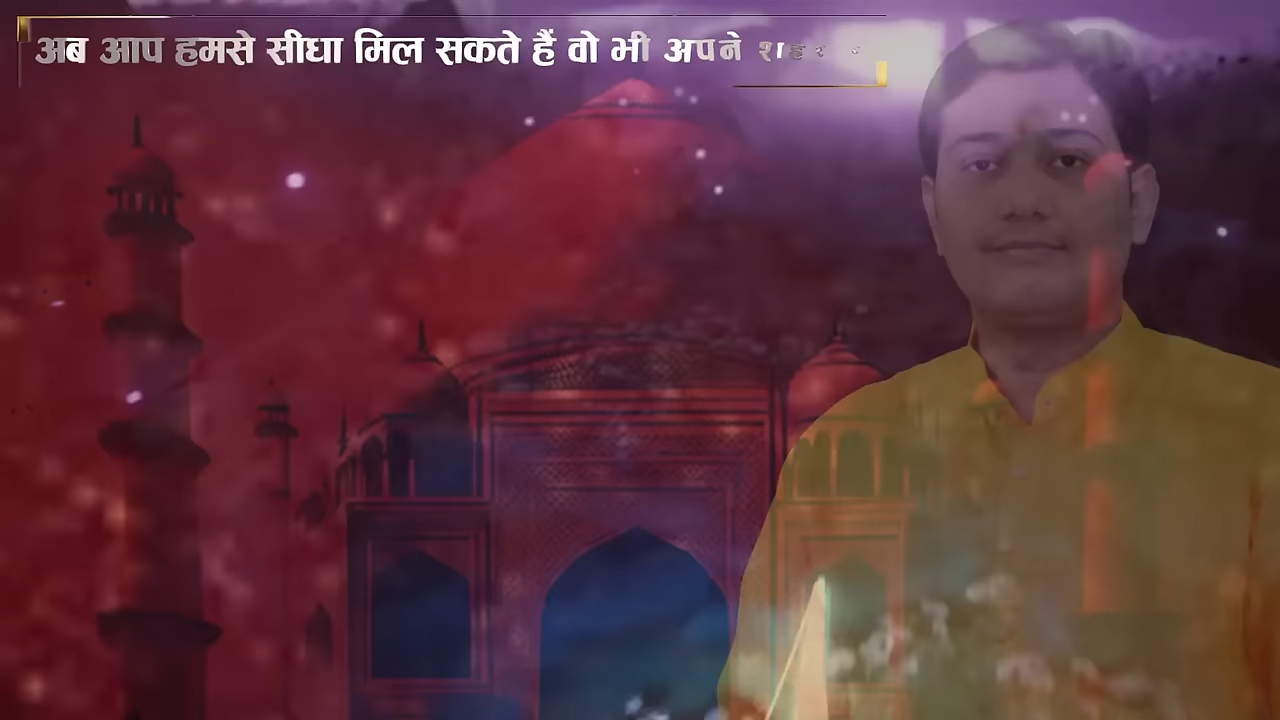 अब आप हमसे सीधा मिल सकते हैं वो भी अपने